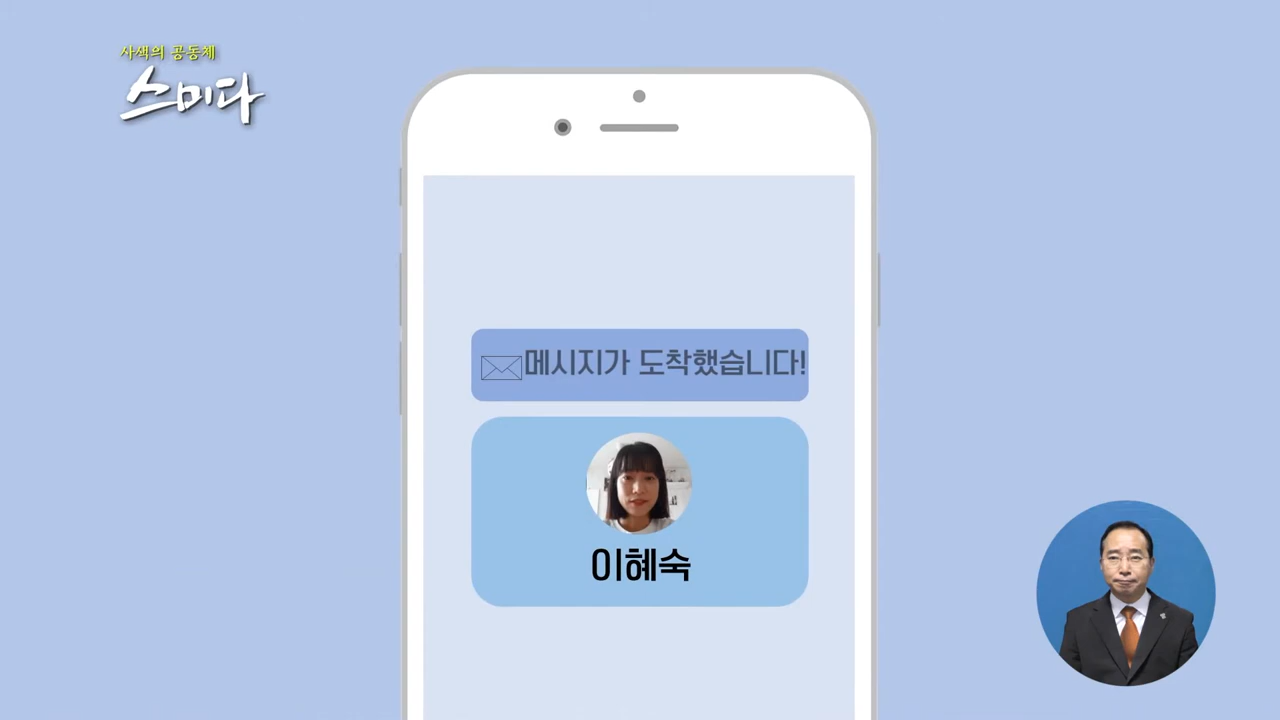 사색의 공동체
스미다
메시지가 도착했습니다!
이혜숙